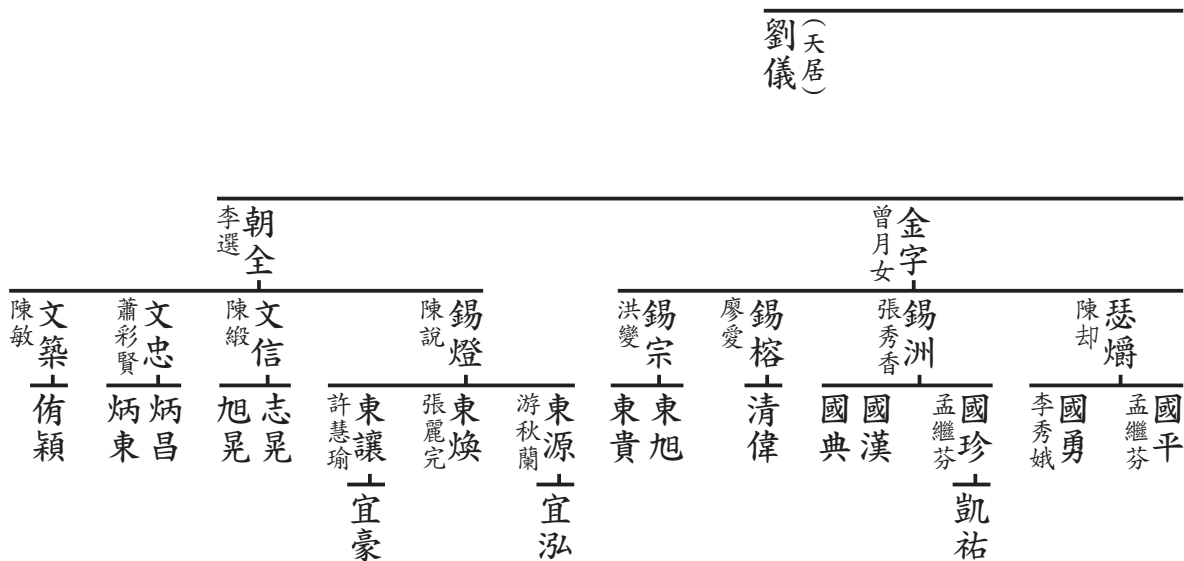 劉儀
(天居)
金字
曾月女
朝全
李選
瑟爝
陳却
錫洲
張秀香
錫榕
廖愛
錫宗
洪變
錫燈
陳說
文信
陳緞
文忠
蕭彩賢
文築
陳敏
國平
孟繼芬
國勇
李秀娥
國珍
孟繼芬
國漢
國典
清偉
東旭
東貴
東源
游秋蘭
東煥
張麗完
東讓
許慧瑜
志晃
旭晃
炳昌
炳東
侑穎
凱祐
宜泓
宜豪